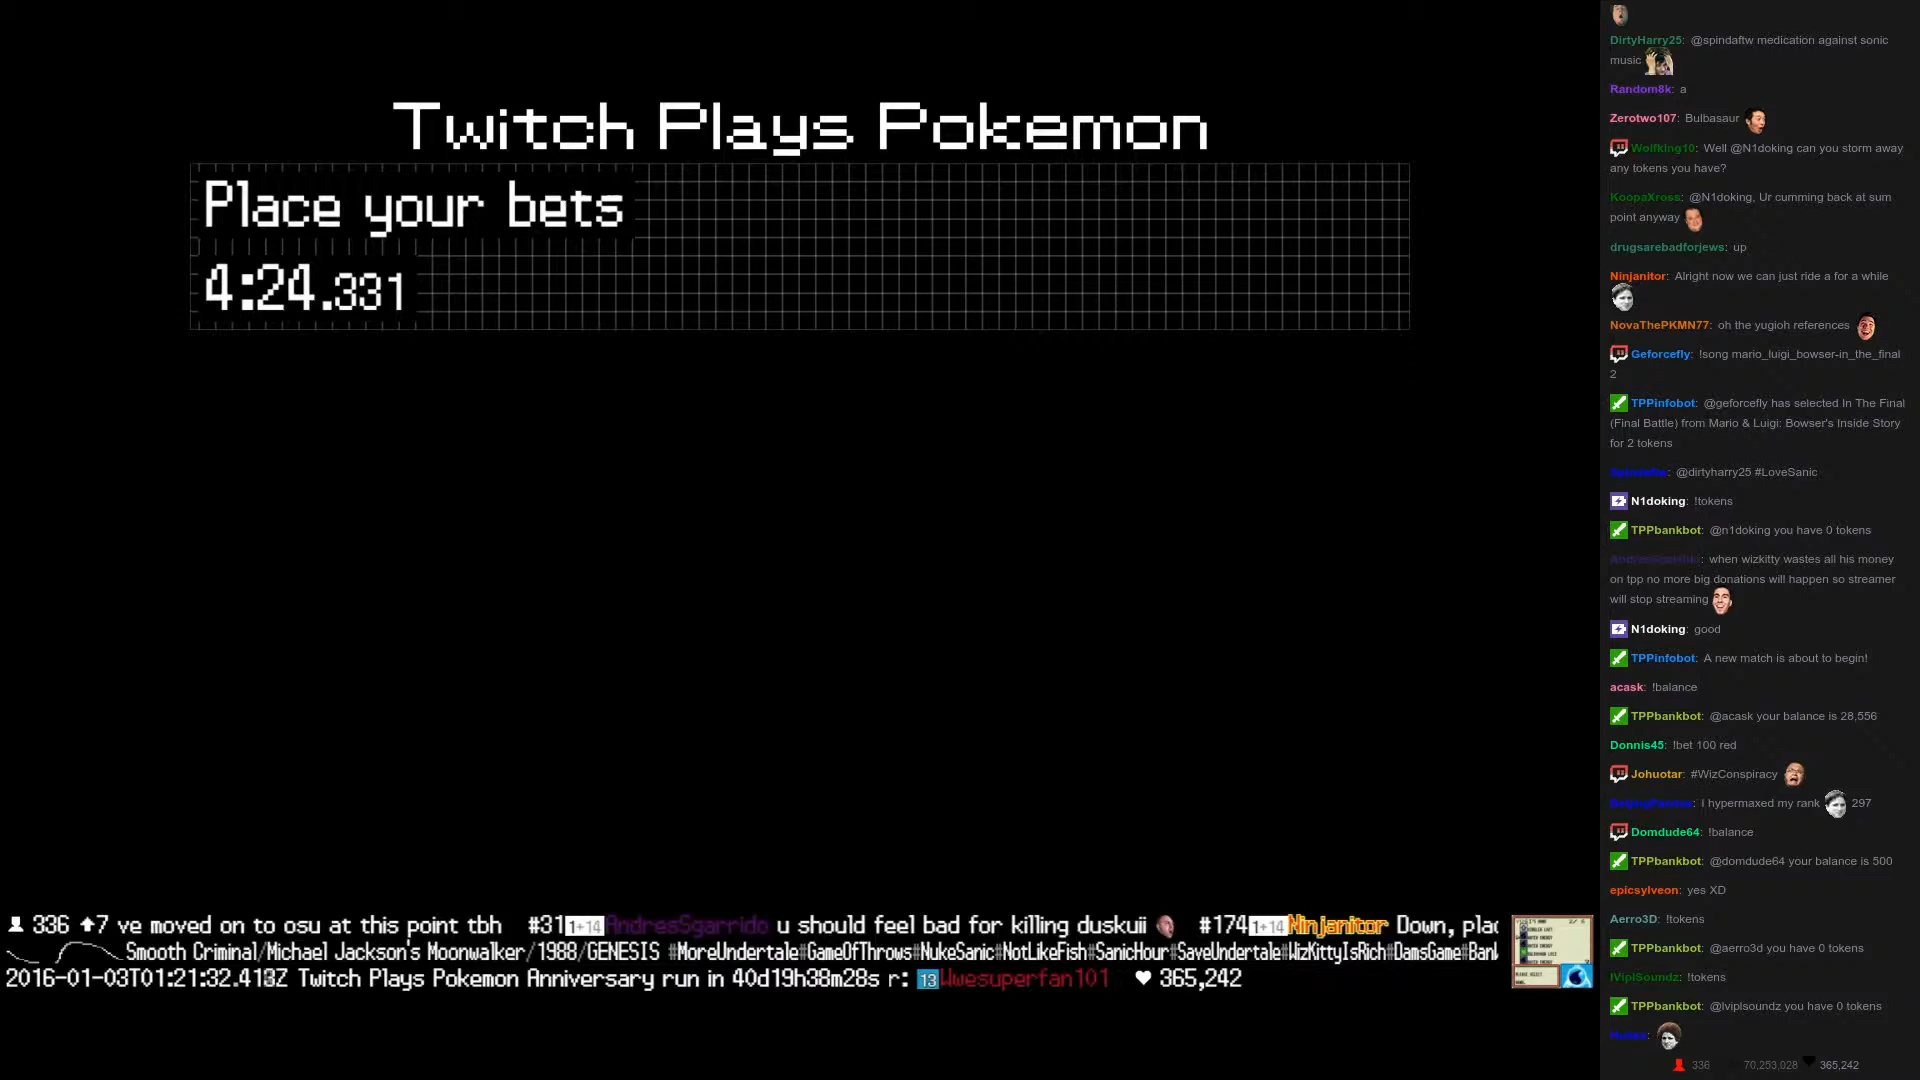 Twitch Plays Pokemon
Place your bets
4:24.331
336 7 ve moved on to osu at this point tbh #31 1+14 AndresSgarrido u should feel bad for killing duskuii #174 1+14 Ninjanitor Down, plac
Smooth Criminal/Michael Jackson's Moonwalker/1988/GENESIS #MoreUndertale#GameOfThrows#NukeSanic#NotLikeFish#SanicHour#SaveUndertale#WizKittyIsRich#DamsGame#Bank
2016-01-03T01:21:32.418Z Twitch Plays Pokemon Anniversary run in 40d19h38m28s r: 13 Wwesuperfan101 365,242
DirtyHarry25: @spindaftw medication against sonic
music
Random8k: a
Zerotwo107: Bulbasaur
Wolfking10: Well @N1doking can you storm away
any tokens you have?
KoopaXross: @N1doking, Ur cumming back at sum
point anyway
drugsarebadforjews: up
Ninjanitor: Alright now we can just ride a for a while
NovaThePKMN77: oh the yugioh references
Geforcefly: !song mario_luigi_bowser-in_the_final
2
TPPinfobot: @geforcefly has selected In The Final
(Final Battle) from Mario & Luigi: Bowser's Inside Story
for 2 tokens
Spindaftw: @dirtyharry25 #LoveSanic
N1doking: !tokens
TPPbankbot: @n1doking you have 0 tokens
: when wizkitty wastes all his money
on tpp no more big donations will happen so streamer
will stop streaming
N1doking: good
TPPinfobot: A new match is about to begin!
acask: !balance
TPPbankbot: @acask your balance is 28,556
Donnis45: !bet 100 red
Johuotar: #WizConspiracy
: I hypermaxed my rank 297
Domdude64: !balance
TPPbankbot: @domdude64 your balance is 500
epicsylveon: yes XD
Aerro3D: !tokens
TPPbankbot: @aerro3d you have 0 tokens
lViplSoundz: !tokens
TPPbankbot: @lviplsoundz you have 0 tokens
336 70,253,028 365,242